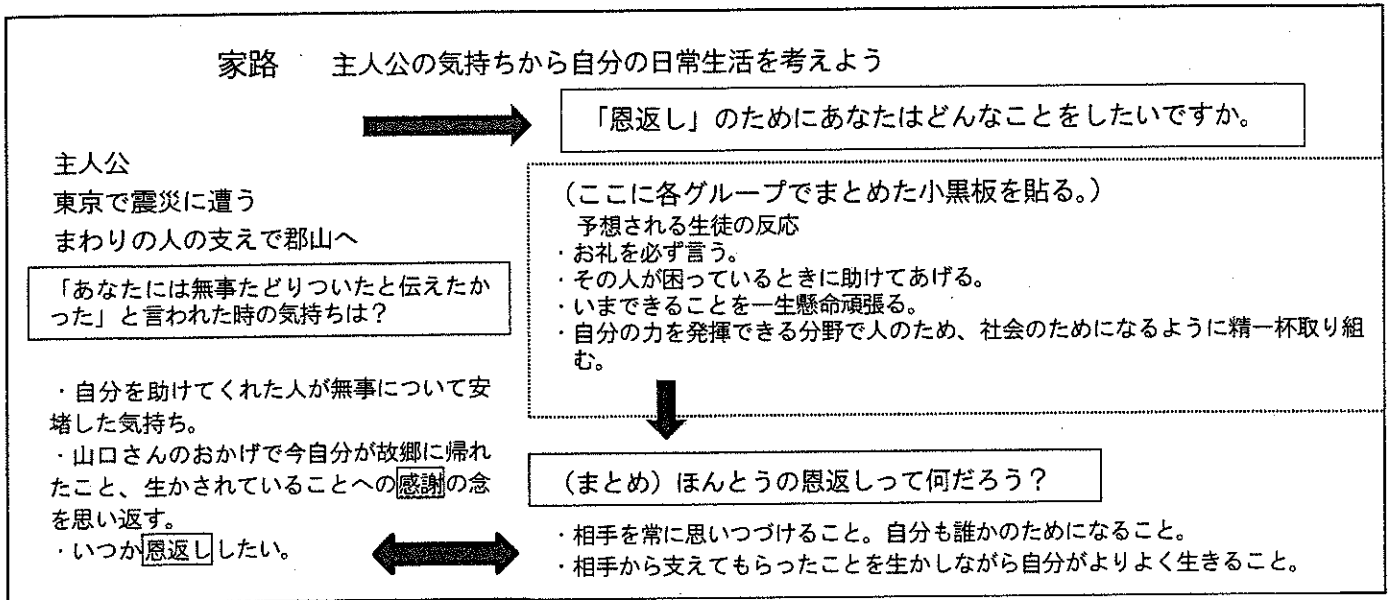 家路 主人公の気持ちから自分の日常生活を考えよう
「恩返し」のためにあなたはどんなことをしたいですか。
主人公
東京で震災に遭う
まわりの人の支えで郡山へ
「あなたには無事たどりついたと伝えたか
った」と言われた時の気持ちは？
・自分を助けてくれた人が無事について安
堵した気持ち。
・山口さんのおかげで今自分が故郷に帰れ
たこと、生かされていることへの感謝の念
を思い返す。
・いつか恩返ししたい。
（ここに各グループでまとめた小黒板を貼る。）
予想される生徒の反応
・お礼を必ず言う。
・その人が困っているときに助けてあげる。
・いまできることを一生懸命頑張る。
・自分の力を発揮できる分野で人のため、社会のためになるように精一杯取り組
む。
（まとめ）ほんとうの恩返しって何だろう？
・相手を常に思いつづけること。自分も誰かのためになること。
・相手から支えてもらったことを生かしながら自分がよりよく生きること。